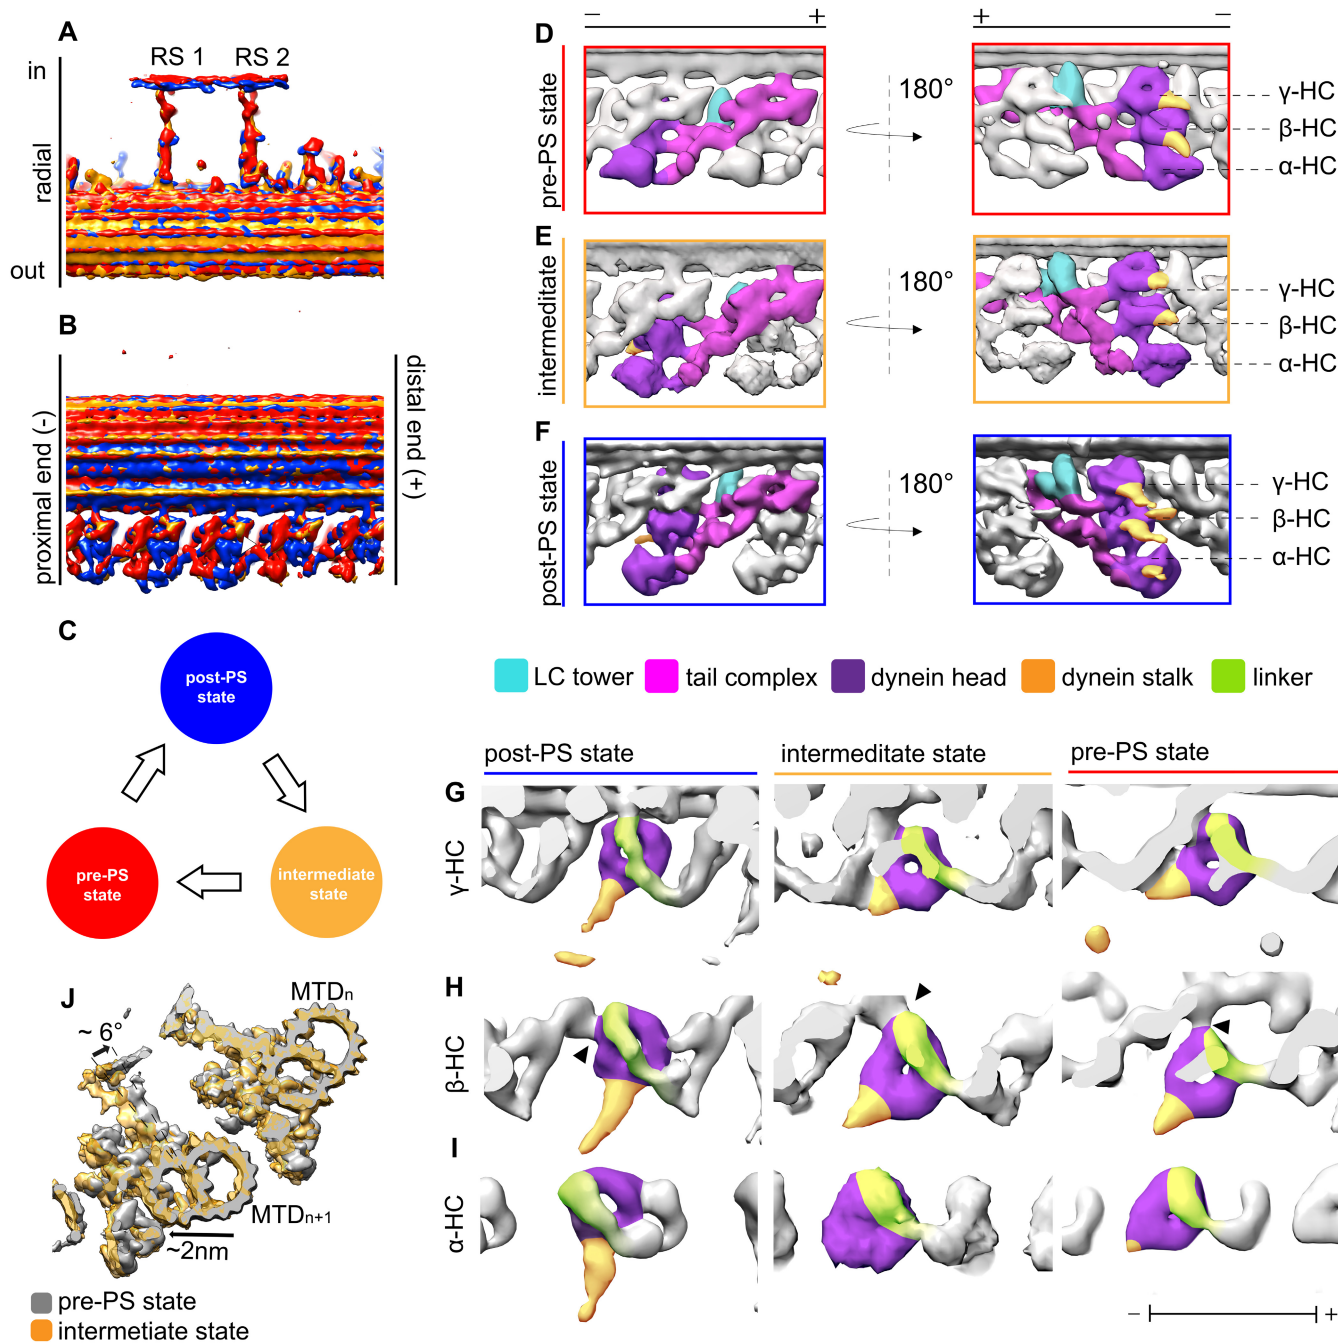 A
RS 1
RS 2
in
radial
out
B
proximal end (-)
distal end (+)
C
post-PS
state
pre-PS
state
intermediate
state
J
MTDn
~ 6°
MTDn+1
~2nm
pre-PS state
intermetiate state
− +
+ −
D
pre-PS state
180°
γ-HC
β-HC
α-HC
E
intermeditate
180°
γ-HC
β-HC
α-HC
F
post-PS state
180°
γ-HC
β-HC
α-HC
LC tower
tail complex
dynein head
dynein stalk
linker
post-PS state
intermeditate state
pre-PS state
G
γ-HC
H
β-HC
I
α-HC
− +